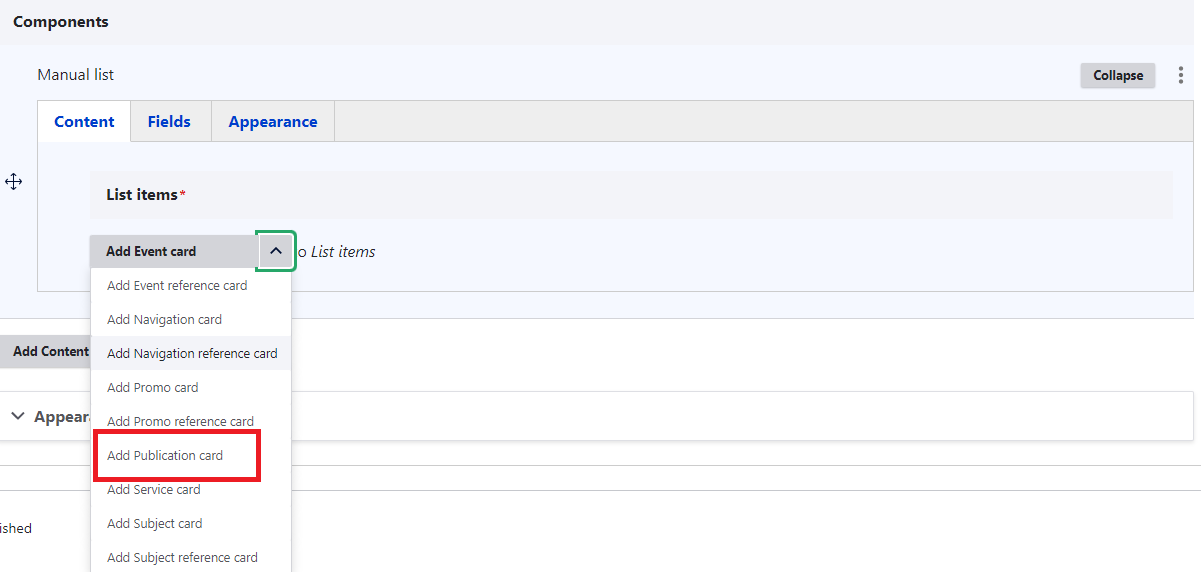 Components
Manual list
Collapse
Content Fields Appearance
List items*
Add Event card
o List items
Add Event reference card
Add Navigation card
Add Navigation reference card
Add Content
Add Promo card
Add Promo reference card
Appeara
Add Publication card
Add Service card
Add Subject card
ished
Add Subject reference card